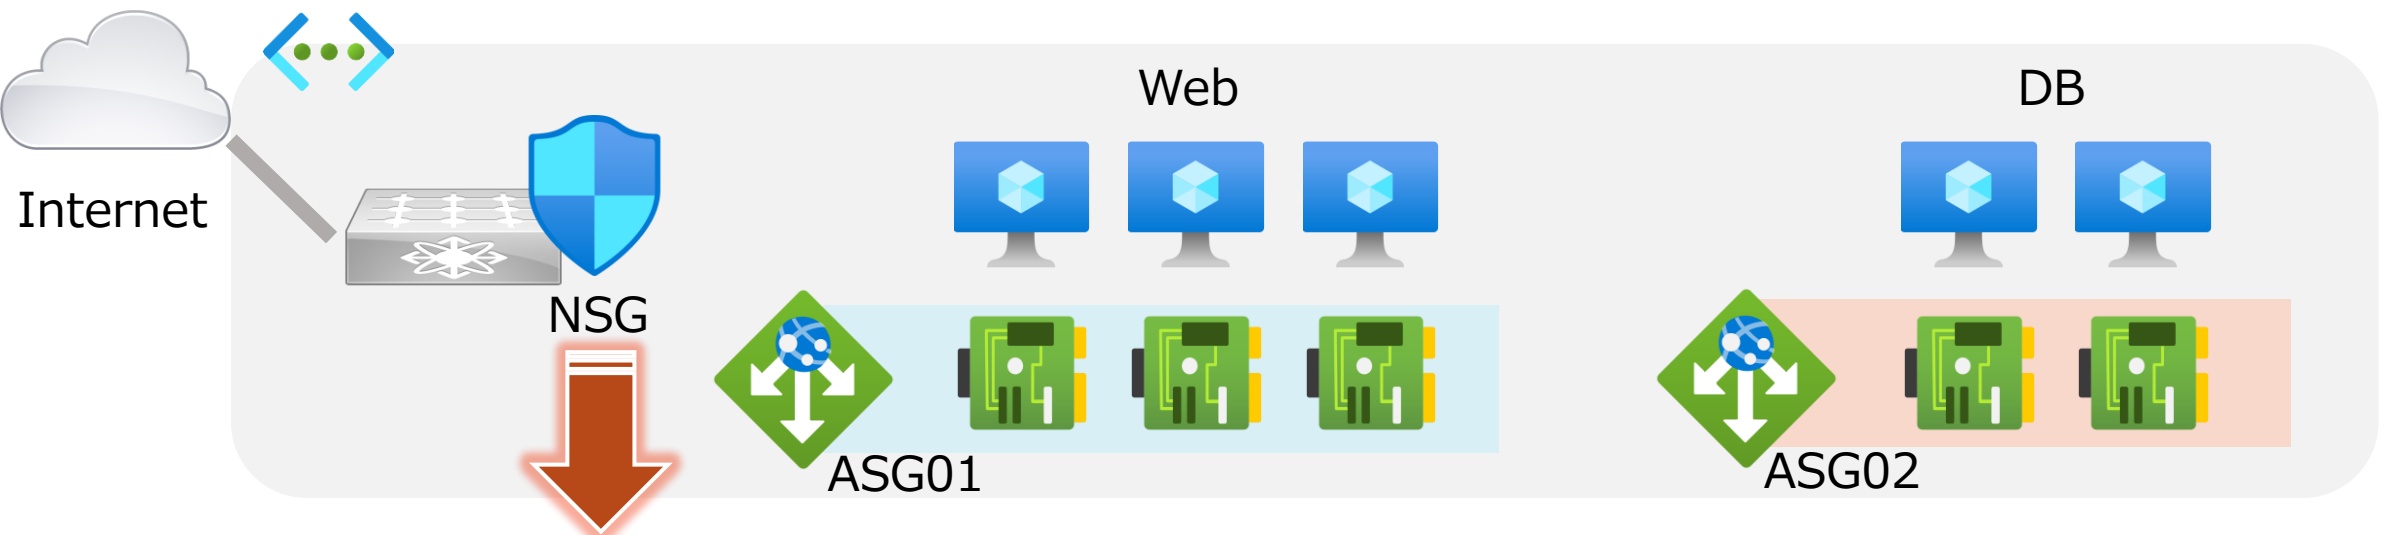 Internet
NSG
Web
ASG01
DB
ASG02